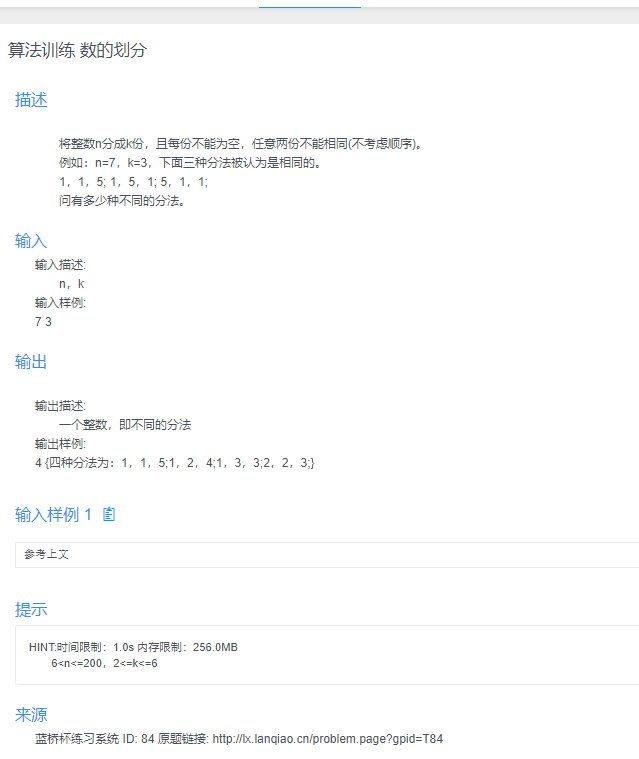 算法训练 数的划分
描述
将整数n分成k份，且每份不能为空，任意两份不能相同(不考虑顺序)。
例如：n=7，k=3，下面三种分法被认为是相同的。
1，1，5; 1，5，1; 5，1，1;
问有多少种不同的分法。
输入
输入描述:
n，k
输入样例:
7 3
输出
输出描述:
一个整数，即不同的分法
输出样例:
4 {四种分法为：1，1，5;1，2，4;1，3，3;2，2，3;}
输入样例 1
参考上文
提示
HINT:时间限制：1.0s 内存限制：256.0MB
6<n<=200，2<=k<=6
来源
蓝桥杯练习系统 ID: 84 原题链接: http://lx.lanqiao.cn/problem.page?gpid=T84